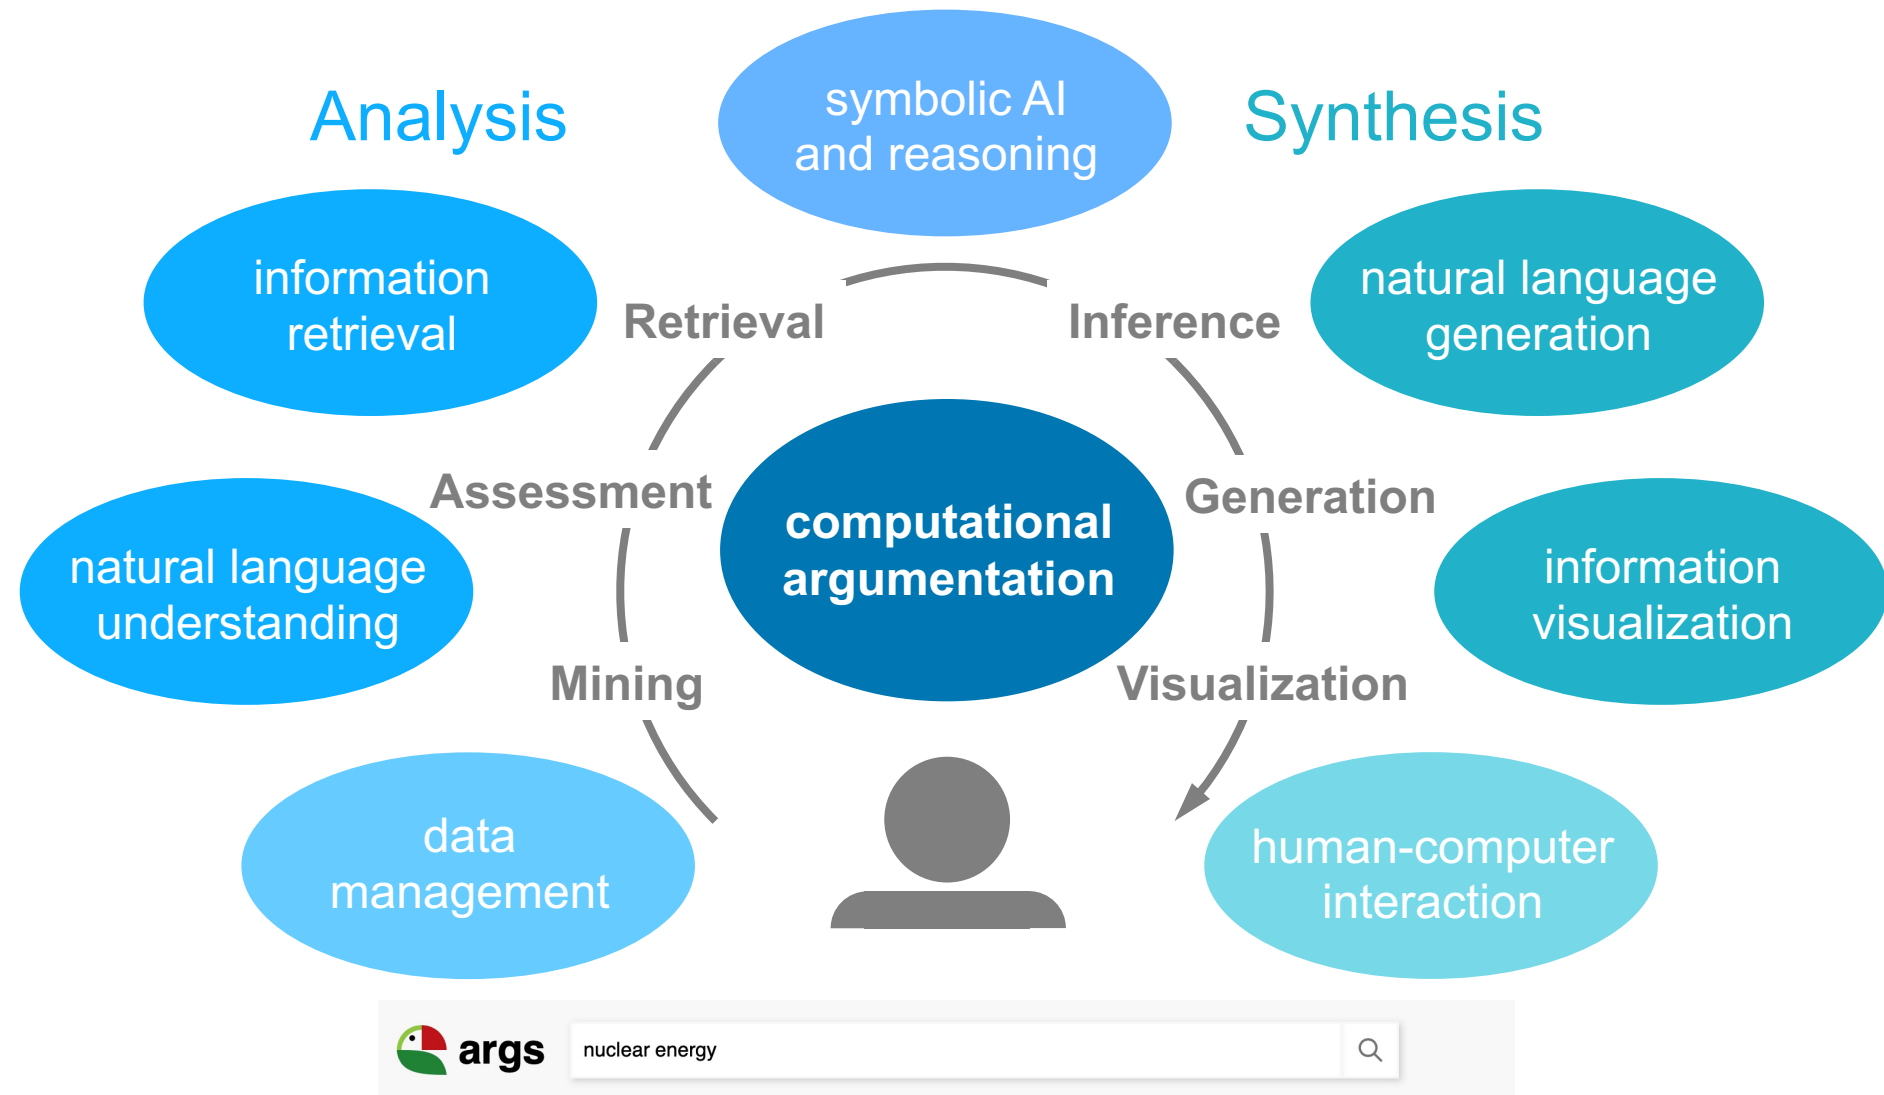 symbolic AI
and reasoning
Analysis
Synthesis
information
retrieval
natural language
generation
Retrieval
Inference
Assessment
Generation
computational
argumentation
natural language
understanding
information
visualization
Mining
Visualization
data
management
human-computer
interaction
args
nuclear energy